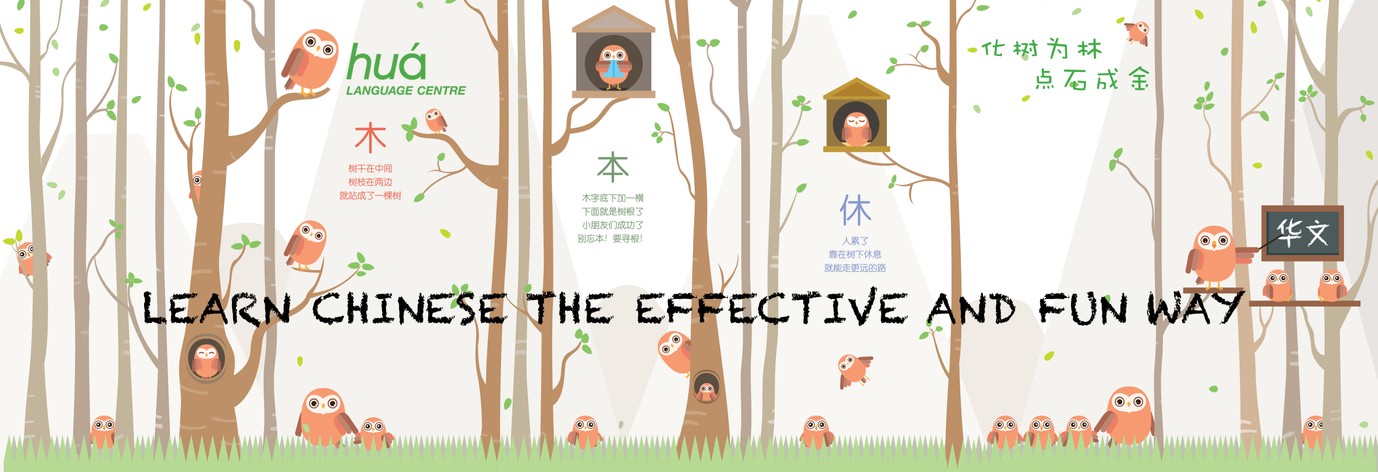 huá
LANGUAGE CENTRE
木
树干在中间
树枝在两边
就站成了一棵树
本
木字底下加一横
下面就是树根了
小朋友们成功了
别忘本！要寻根！
休
人累了
靠在树下休息
就能走更远的路
化树为林
点石成金
华文
LEARN CHINESE THE EFFECTIVE AND FUN WAY